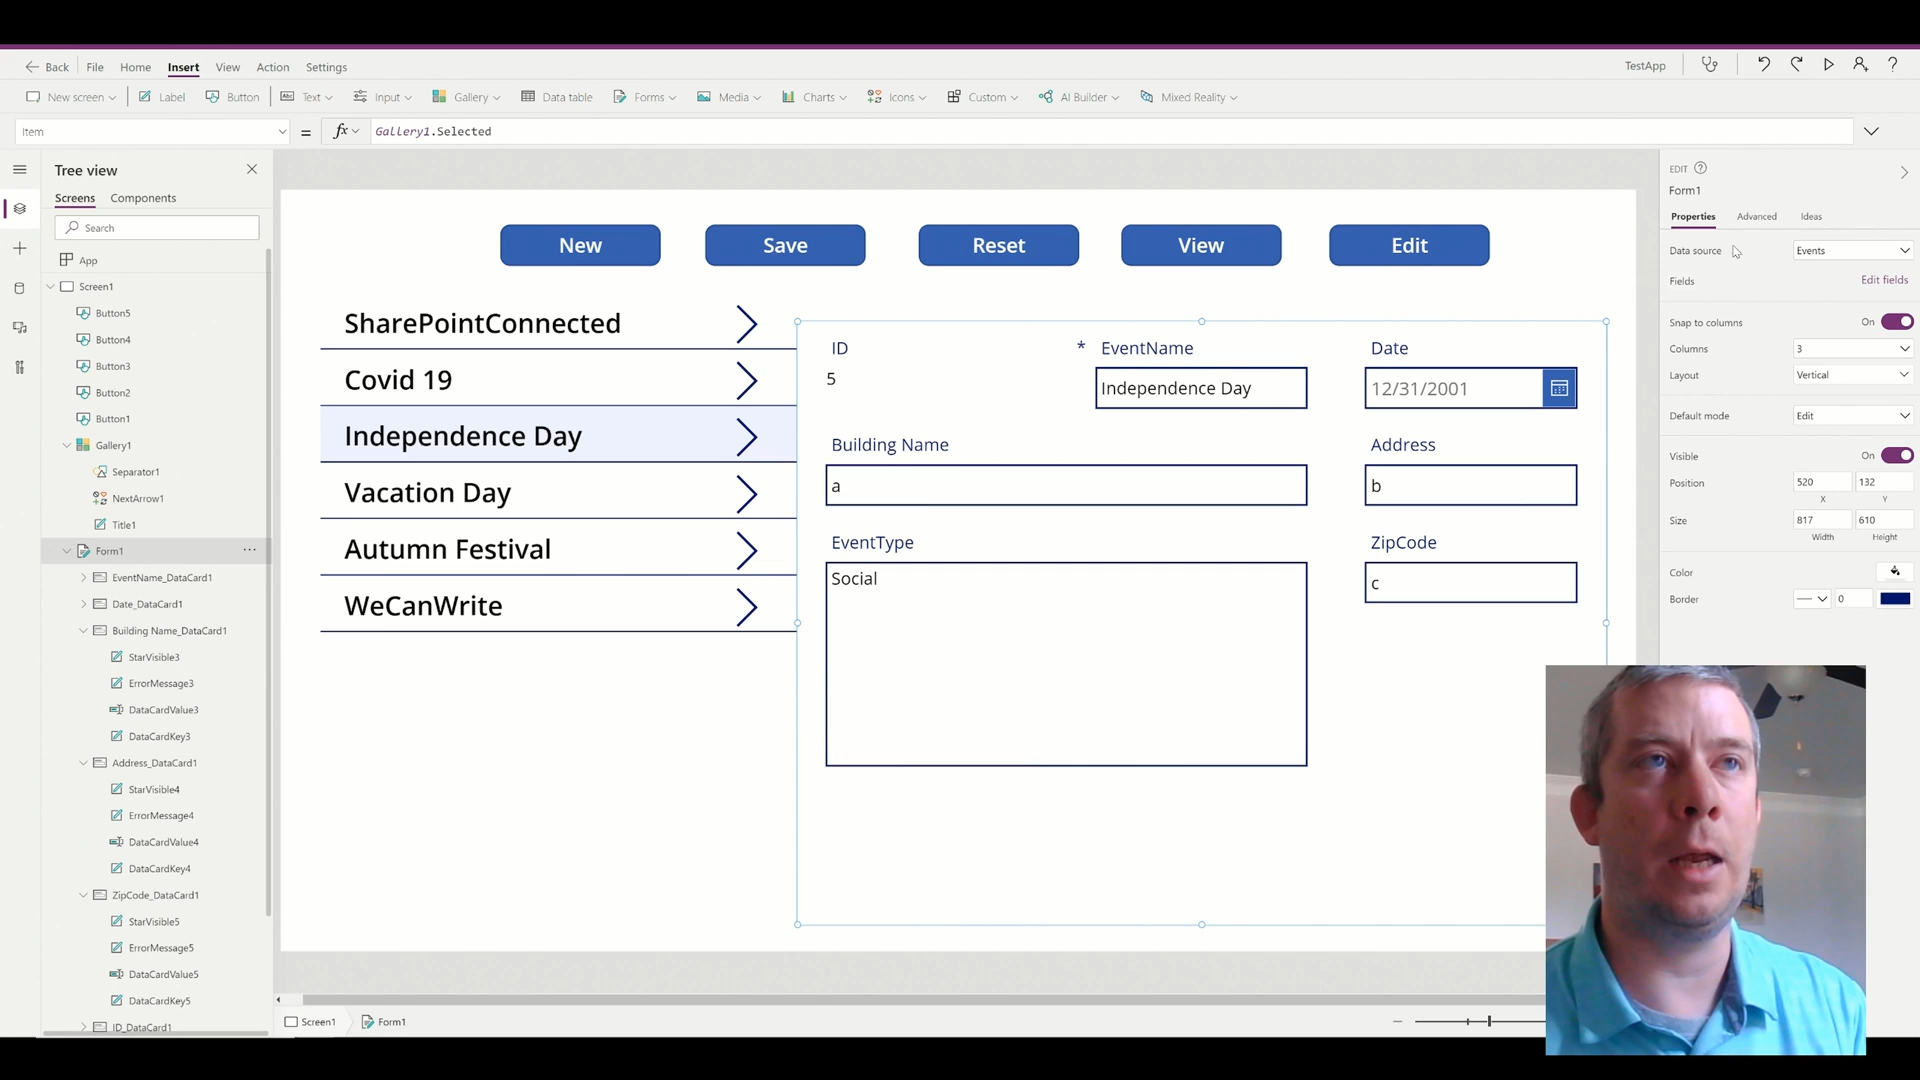 Back File Home Insert View Action Settings TestApp ?
New screen Label Button Text Input Gallery Data table Forms Media Charts Icons Custom AI Builder Mixed Reality
Item = fx Gallery1.Selected
Tree view
Screens Components
Search
App
Screen1
Button5
Button4
Button3
Button2
Button1
Gallery1
Separator1
NextArrow1
Title1
Form1 ...
EventName_DataCard1
Date_DataCard1
Building Name_DataCard1
StarVisible3
ErrorMessage3
DataCardValue3
DataCardKey3
Address_DataCard1
StarVisible4
ErrorMessage4
DataCardValue4
DataCardKey4
ZipCode_DataCard1
StarVisible5
ErrorMessage5
DataCardValue5
DataCardKey5
ID_DataCard1
New Save Reset View Edit
SharePointConnected
Covid 19
Independence Day
Vacation Day
Autumn Festival
WeCanWrite
ID * EventName Date
5 Independence Day 12/31/2001
Building Name Address
a b
EventType ZipCode
Social c
Screen1 Form1
EDIT ?
Form1
Properties Advanced Ideas
Data source Events
Fields Edit fields
Snap to columns On
Columns 3
Layout Vertical
Default mode Edit
Visible On
Position 520 132
X Y
Size 817 610
Width Height
Color
Border 0